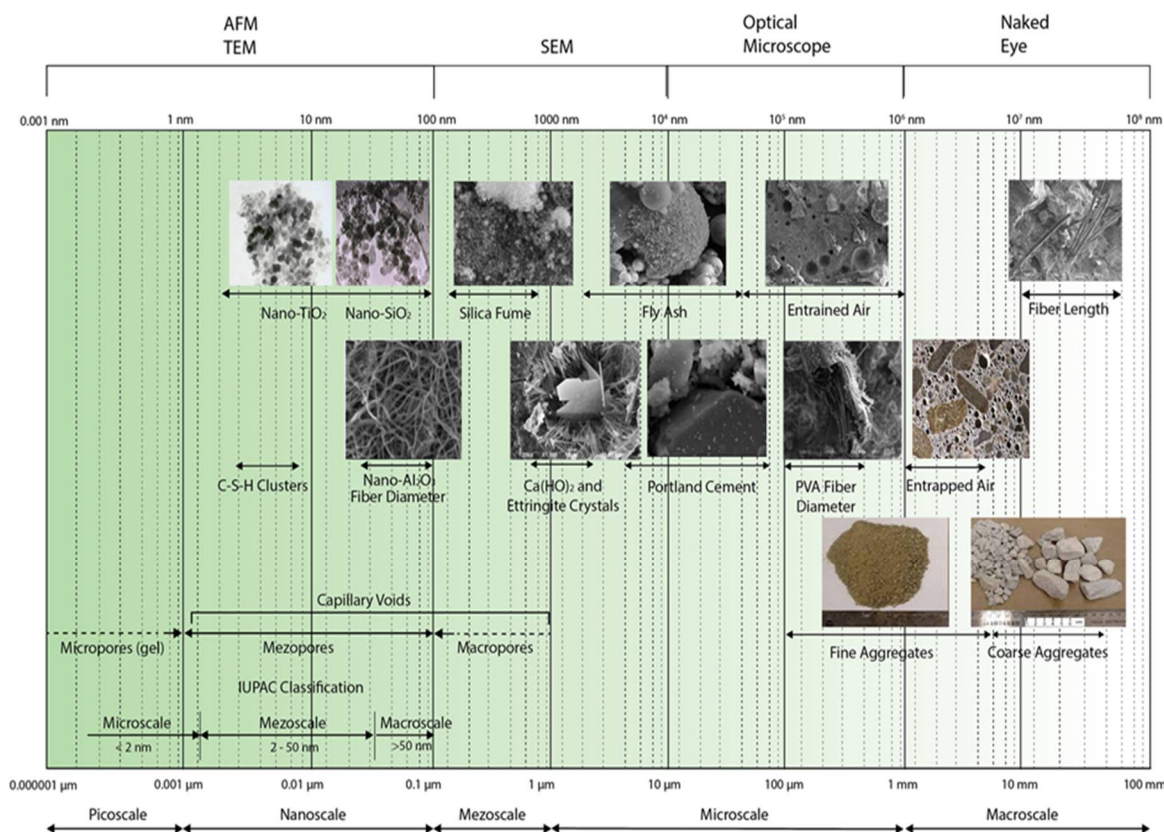 AFM
TEM
SEM
Optical
Microscope
Naked
Eye
0.001 nm
1 nm
10 nm
100 nm
1000 nm
10⁴ nm
10⁵ nm
10⁶ nm
10⁷ nm
10⁸ nm
Nano-TiO₂
Nano-SiO₂
Silica Fume
Fly Ash
Entrained Air
Fiber Length
C-S-H Clusters
Nano-Al₂O₃
Fiber Diameter
Ca(HO)₂ and
Ettringite Crystals
Portland Cement
PVA Fiber
Diameter
Entrapped Air
Capillary Voids
Micropores (gel)
Mezopores
Macropores
Fine Aggregates
Coarse Aggregates
IUPAC Classification
Microscale
< 2 nm
Mezoscale
2 - 50 nm
Macroscale
>50 nm
0.000001 µm
0.001 µm
0.01 µm
0.1 µm
1 µm
10 µm
100 µm
1 mm
10 mm
100 mm
Picoscale
Nanoscale
Mezoscale
Microscale
Macroscale